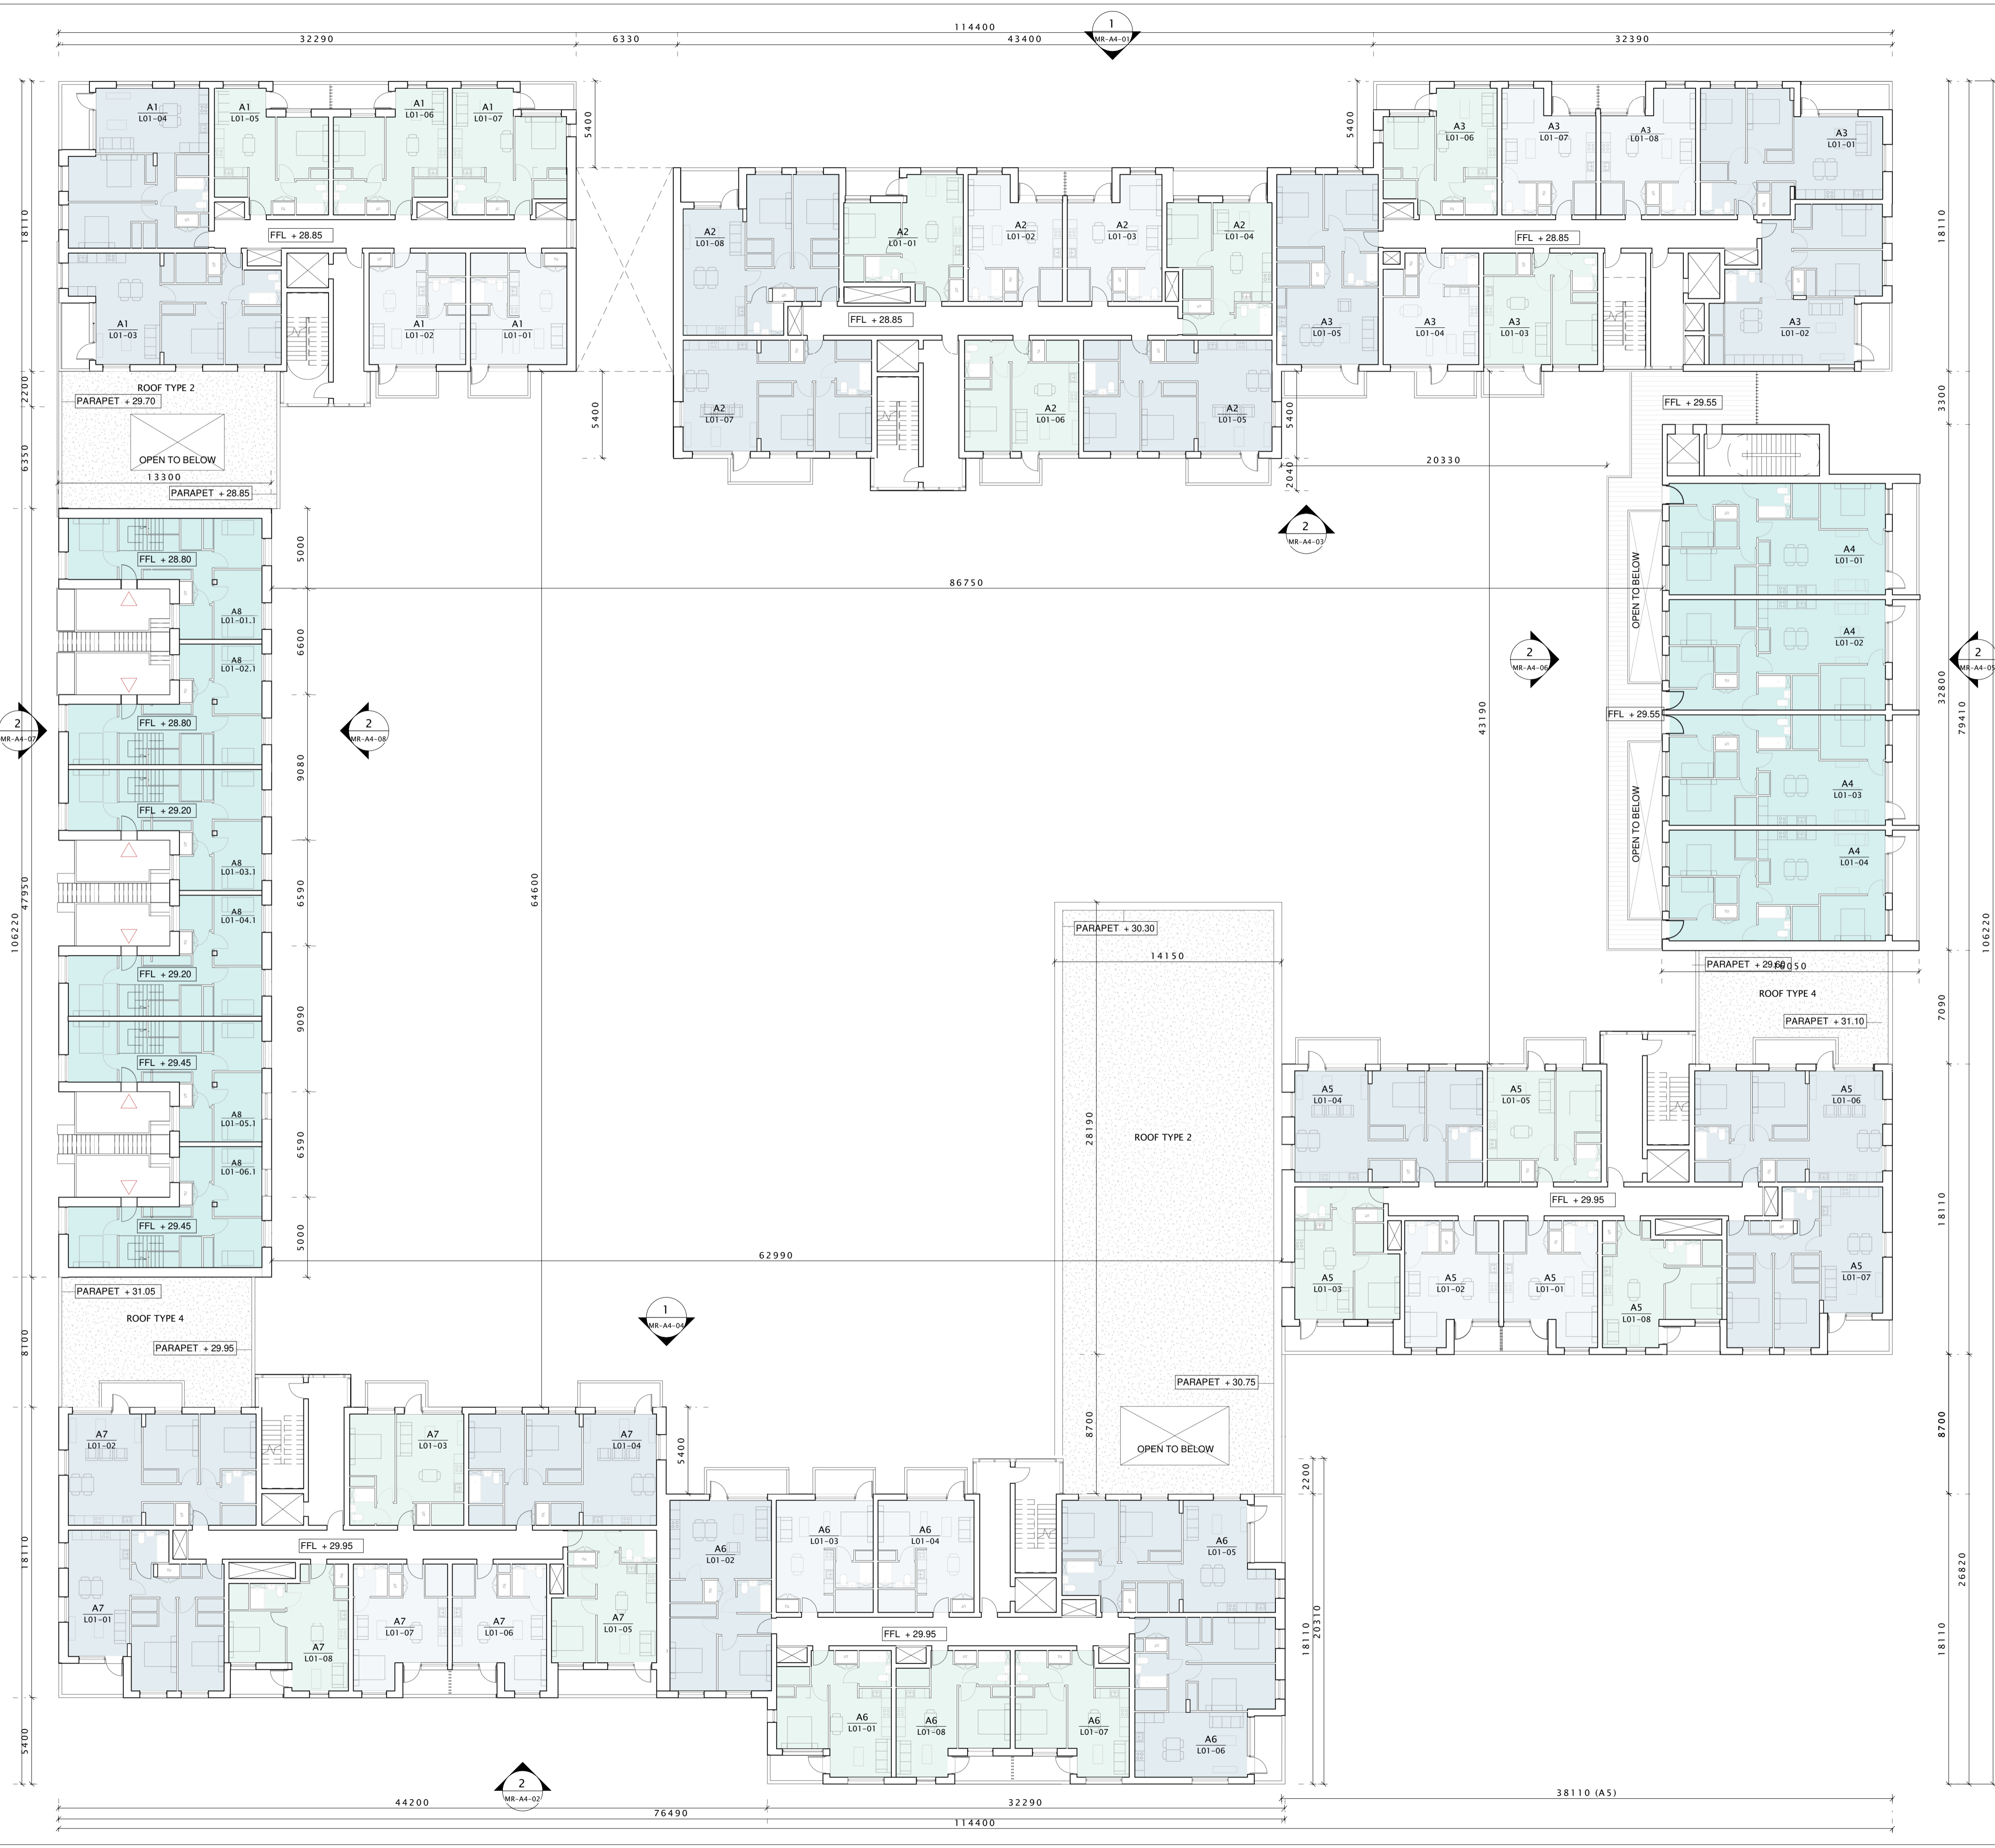 114400
32290
6330
43400
32390
1
MR-A4-01
A1
L01-04
A1
L01-05
A1
L01-06
A1
L01-07
5400
5400
A3
L01-06
A3
L01-07
A3
L01-08
A3
L01-01
18110
FFL + 28.85
A2
L01-08
A2
L01-01
A2
L01-02
A2
L01-03
A2
L01-04
FFL + 28.85
18110
A1
L01-03
A1
L01-02
A1
L01-01
FFL + 28.85
A3
L01-05
A3
L01-04
A3
L01-03
A3
L01-02
2200
ROOF TYPE 2
PARAPET + 29.70
6350
OPEN TO BELOW
13300
PARAPET + 28.85
5400
A2
L01-07
A2
L01-06
A2
L01-05
5400
2040
FFL + 29.55
3300
20330
2
MR-A4-03
5000
FFL + 28.80
A8
L01-01.1
86750
OPEN TO BELOW
A4
L01-01
6600
A8
L01-02.1
2
MR-A4-06
A4
L01-02
2
MR-A4-05
2
MR-A4-07
FFL + 28.80
2
MR-A4-08
43190
FFL + 29.55
32800
79410
9080
FFL + 29.20
A8
L01-03.1
OPEN TO BELOW
A4
L01-03
A4
L01-04
6590
64600
47950
106220
106220
A8
L01-04.1
FFL + 29.20
PARAPET + 30.30
14150
PARAPET + 29.60
16050
ROOF TYPE 4
PARAPET + 31.10
7090
9090
FFL + 29.45
A8
L01-05.1
6590
A8
L01-06.1
28190
ROOF TYPE 2
A5
L01-04
A5
L01-05
A5
L01-06
FFL + 29.95
18110
FFL + 29.45
5000
62990
A5
L01-03
A5
L01-02
A5
L01-01
A5
L01-08
A5
L01-07
PARAPET + 31.05
ROOF TYPE 4
PARAPET + 29.95
8100
1
MR-A4-04
PARAPET + 30.75
8700
OPEN TO BELOW
8700
A7
L01-02
A7
L01-03
A7
L01-04
5400
2200
FFL + 29.95
18110
A6
L01-02
A6
L01-03
A6
L01-04
A6
L01-05
26820
A7
L01-01
A7
L01-08
A7
L01-07
A7
L01-06
A7
L01-05
FFL + 29.95
18110
20310
18110
5400
A6
L01-01
A6
L01-08
A6
L01-07
A6
L01-06
2
MR-A4-02
44200
32290
38110 (A5)
76490
114400